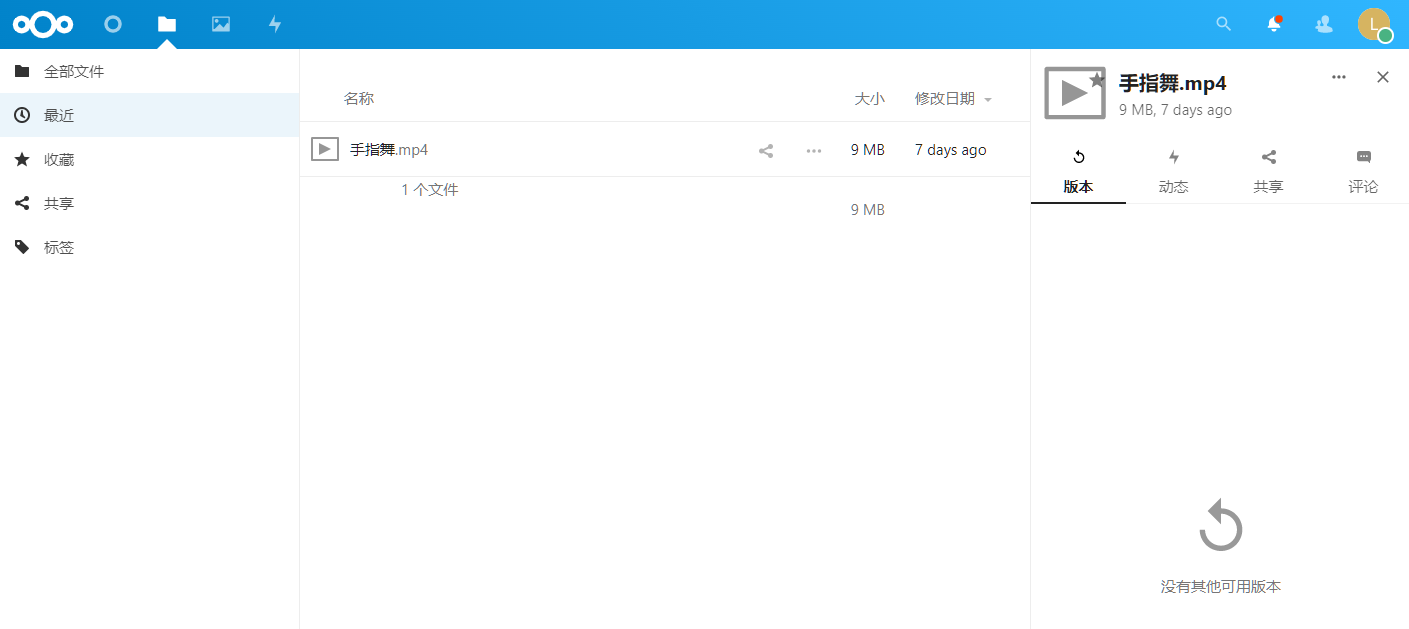 L
全部文件
最近
收藏
共享
标签
名称 大小 修改日期
手指舞.mp4 9 MB 7 days ago
1 个文件
9 MB
手指舞.mp4
9 MB, 7 days ago
版本 动态 共享 评论
没有其他可用版本